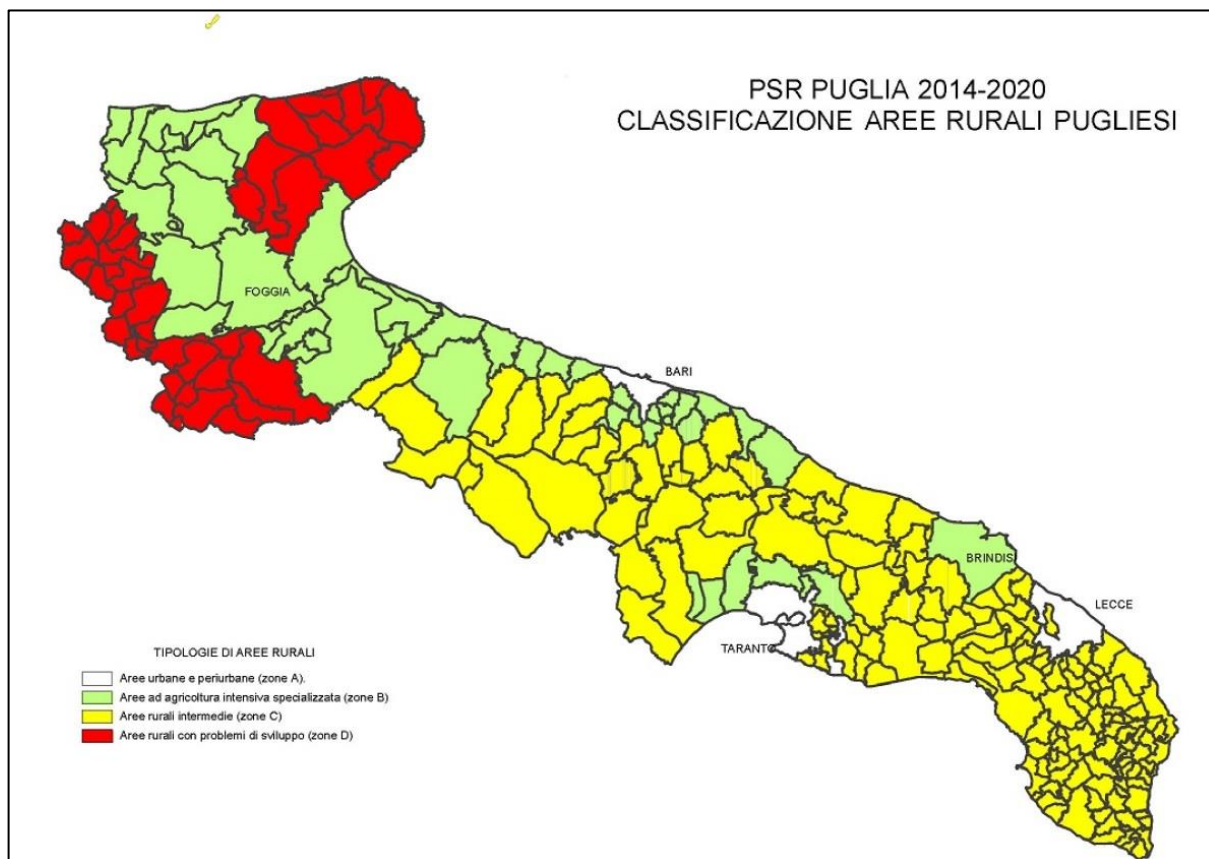 PSR PUGLIA 2014-2020
CLASSIFICAZIONE AREE RURALI PUGLIESI
FOGGIA
BARI
BRINDISI
LECCE
TARANTO
TIPOLOGIE DI AREE RURALI
Aree urbane e periurbane (zone A).
Aree ad agricoltura intensiva specializzata (zone B)
Aree rurali intermedie (zone C)
Aree rurali con problemi di sviluppo (zone D)